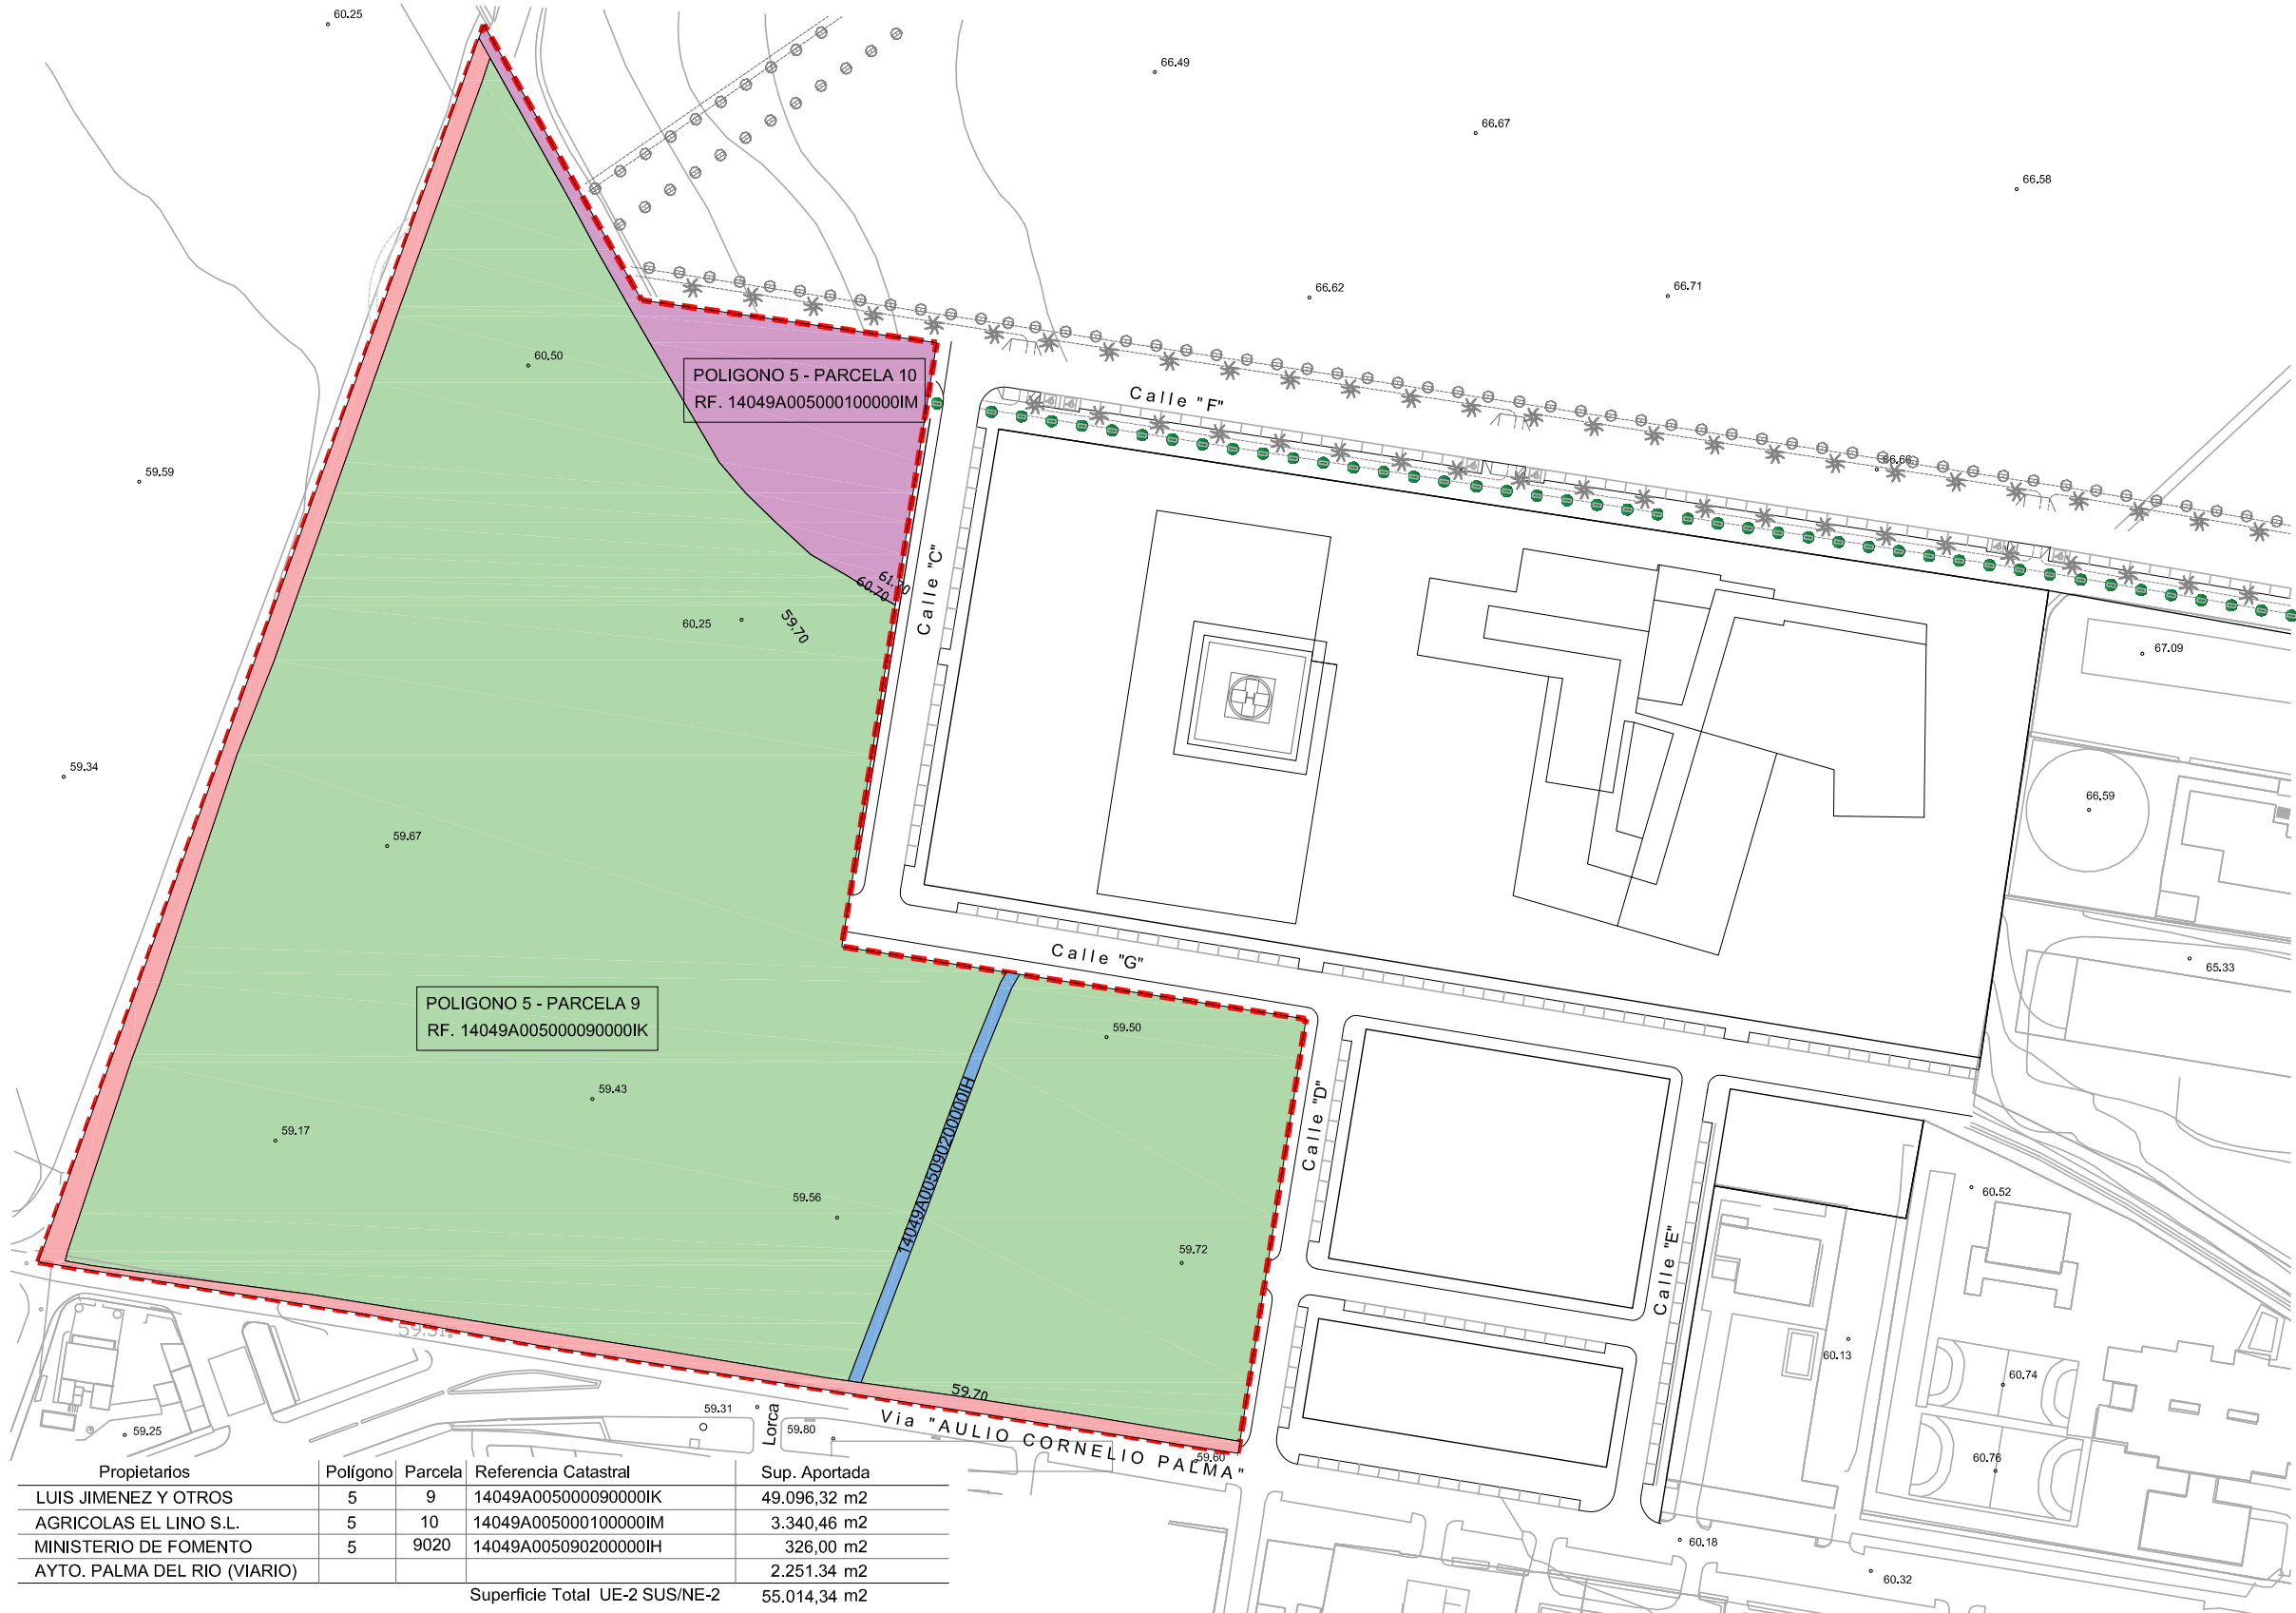 60.25
66.49
66.67
66.58
66.62
66.71
60.50
POLIGONO 5 - PARCELA 10
RF. 14049A005000100000IM
Calle "F"
59.59
66.66
Calle "C"
61.70
60.70
60.25
59.70
67.09
H
59.34
66.59
59.67
Calle "G"
65.33
POLIGONO 5 - PARCELA 9
RF. 14049A005000090000IK
59.50
14049A005090200000IH
59.43
Calle "D"
59.17
59.56
60.52
59.72
Calle "E"
59.51
60.13
60.74
59.70
59.31
Lorca
59.80
59.25
Via "AULIO CORNELIO PALMA"
59.60
60.76
60.18
60.32
Propietarios Polígono Parcela Referencia Catastral Sup. Aportada
LUIS JIMENEZ Y OTROS 5 9 14049A005000090000IK 49.096,32 m2
AGRICOLAS EL LINO S.L. 5 10 14049A005000100000IM 3.340,46 m2
MINISTERIO DE FOMENTO 5 9020 14049A005090200000IH 326,00 m2
AYTO. PALMA DEL RIO (VIARIO) 2.251.34 m2
Superficie Total UE-2 SUS/NE-2 55.014,34 m2